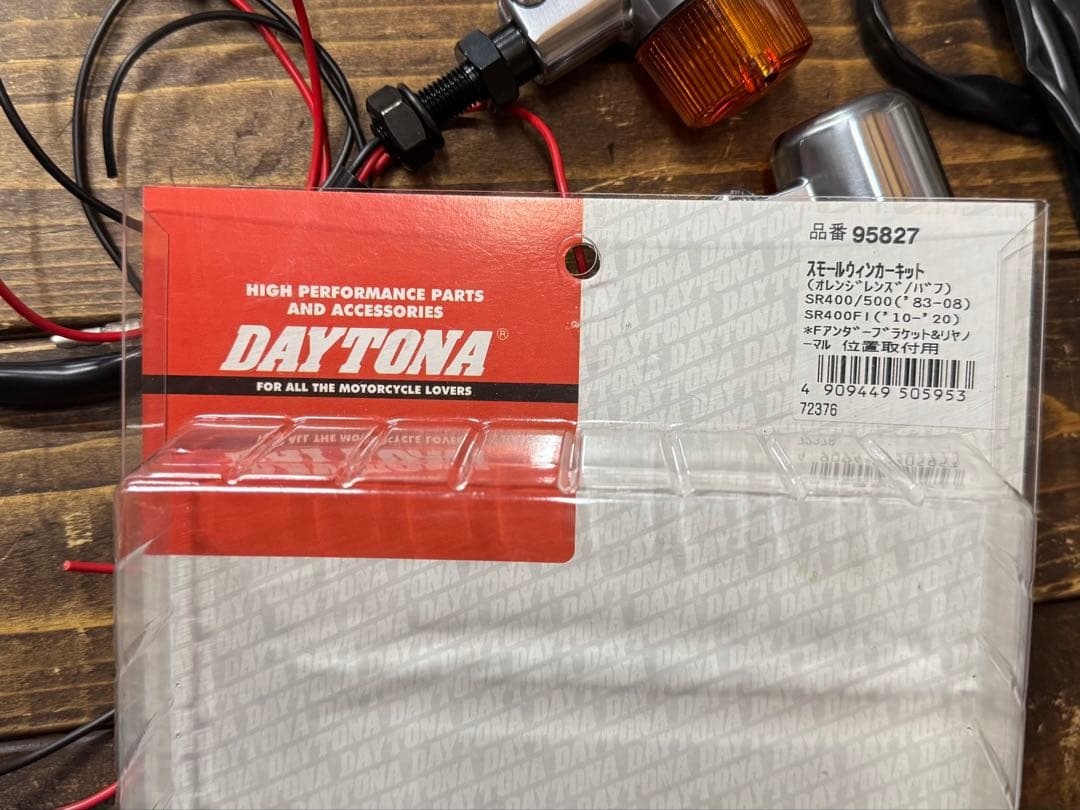 HIGH PERFORMANCE PARTS
AND ACCESSORIES
DAYTONA®
FOR ALL THE MOTORCYCLE LOVERS
品番 95827
スモールウィンカーキット
(オレンジレンズ/バフ)
SR400/500('83-08)
SR400FI('10-'20)
*Fアンダーブラケット&リヤノ
ーマル 位置取付用
4 909449 505953
72376